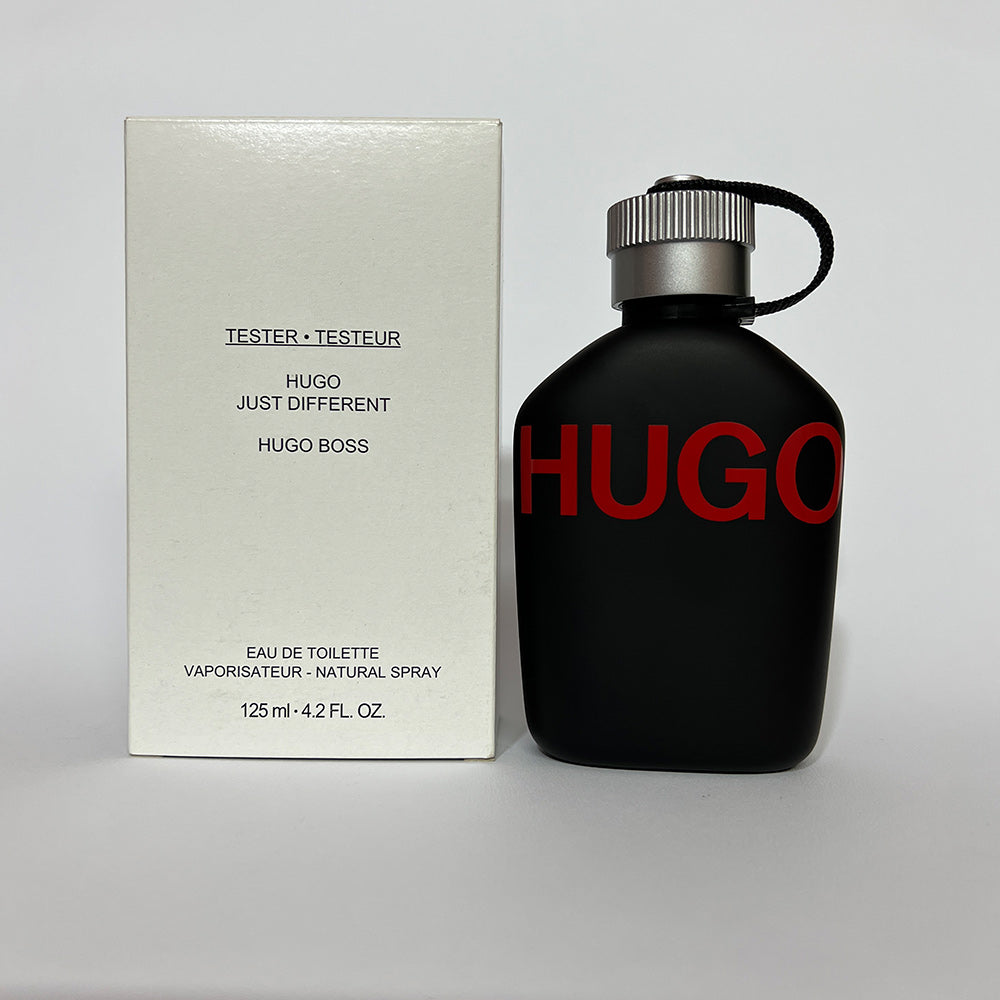 TESTER • TESTEUR
HUGO
JUST DIFFERENT
HUGO BOSS
EAU DE TOILETTE
VAPORISATEUR - NATURAL SPRAY
125 ml • 4.2 FL. OZ.
HUGO